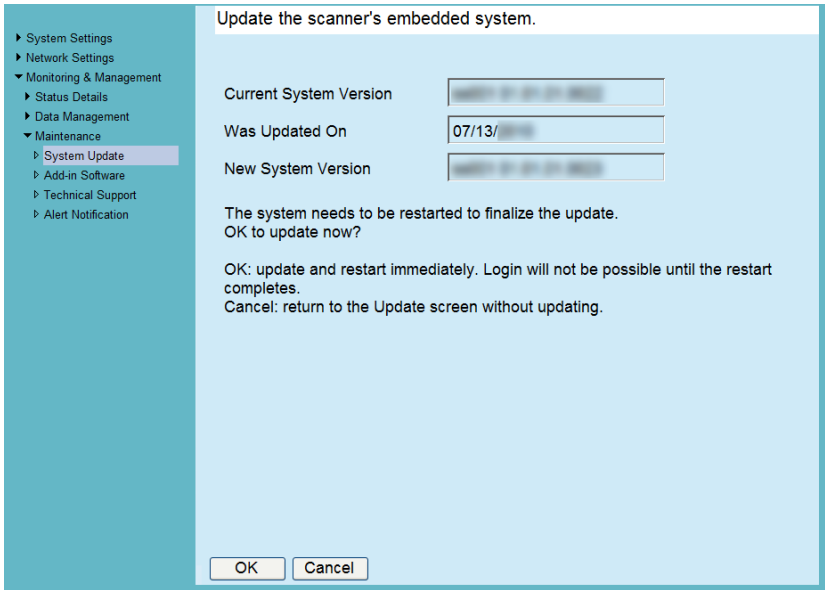 Update the scanner's embedded system.
System Settings
Network Settings
Monitoring & Management
Status Details
Data Management
Maintenance
System Update
Add-in Software
Technical Support
Alert Notification
Current System Version
Was Updated On 07/13/
New System Version
The system needs to be restarted to finalize the update.
OK to update now?
OK: update and restart immediately. Login will not be possible until the restart
completes.
Cancel: return to the Update screen without updating.
OK Cancel